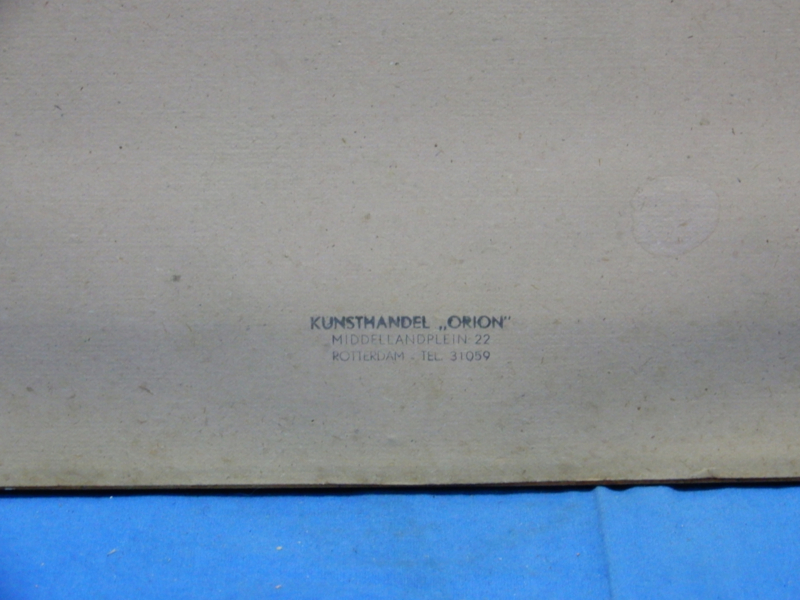 KUNSTHANDEL „ORION"
MIDDELLANDPLEIN 22
ROTTERDAM - TEL. 31059